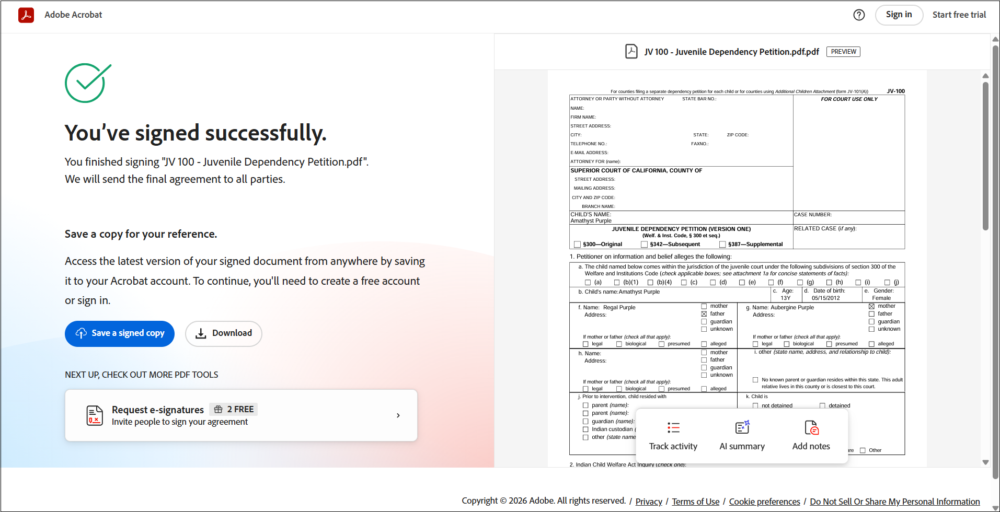 Adobe Acrobat
Sign in
Start free trial
You've signed successfully.
You finished signing "JV 100 - Juvenile Dependency Petition.pdf".
We will send the final agreement to all parties.
Save a copy for your reference.
Access the latest version of your signed document from anywhere by saving
it to your Acrobat account. To continue, you'll need to create a free account
or sign in.
Save a signed copy
Download
NEXT UP, CHECK OUT MORE PDF TOOLS
Request e-signatures 2 FREE
Invite people to sign your agreement
JV 100 - Juvenile Dependency Petition.pdf.pdf PREVIEW
For counties filing a separate dependency petition for each child or for counties using Additional Children Attachment (form JV-101(A)) JV-100
ATTORNEY OR PARTY WITHOUT ATTORNEY STATE BAR NO.:
FOR COURT USE ONLY
NAME:
FIRM NAME:
STREET ADDRESS:
CITY: STATE: ZIP CODE:
TELEPHONE NO.: FAXNO.:
E-MAIL ADDRESS:
ATTORNEY FOR (name):
SUPERIOR COURT OF CALIFORNIA, COUNTY OF
STREET ADDRESS:
MAILING ADDRESS:
CITY AND ZIP CODE:
BRANCH NAME:
CHILD'S NAME:
Amathyst Purple
CASE NUMBER:
JUVENILE DEPENDENCY PETITION (VERSION ONE)
(Welf. & Inst. Code, § 300 et seq.)
§300—Original §342—Subsequent §387—Supplemental
RELATED CASE (if any):
1. Petitioner on information and belief alleges the following:
a. The child named below comes within the jurisdiction of the juvenile court under the following subdivisions of section 300 of the
Welfare and Institutions Code (check applicable boxes; see attachment 1a for concise statements of facts):
(a) (b)(1) (b)(4) (c) (d) (e) (f) (g) (h) (i) (j)
b. Child's name: Amathyst Purple
c. Age:
13Y
d. Date of birth:
05/15/2012
e. Gender:
Female
f. Name: Regal Purple
Address:
mother
father
guardian
unknown
If mother or father (check all that apply):
legal biological presumed alleged
g. Name: Aubergine Purple
Address:
mother
father
guardian
unknown
If mother or father (check all that apply):
legal biological presumed alleged
h. Name:
Address:
mother
father
guardian
unknown
If mother or father (check all that apply):
legal biological presumed alleged
i. other (state name, address, and relationship to child):
No known parent or guardian resides within this state. This adult
relative lives in this county or is closest to this court.
j. Prior to intervention, child resided with
parent (name):
parent (name):
guardian (name):
Indian custodian (
other (state name
k. Child is
not detained detained
Other
Track activity
AI summary
Add notes
2. Indian Child Welfare Act Inquiry (check one):
Copyright © 2026 Adobe. All rights reserved. / Privacy / Terms of Use / Cookie preferences / Do Not Sell Or Share My Personal Information